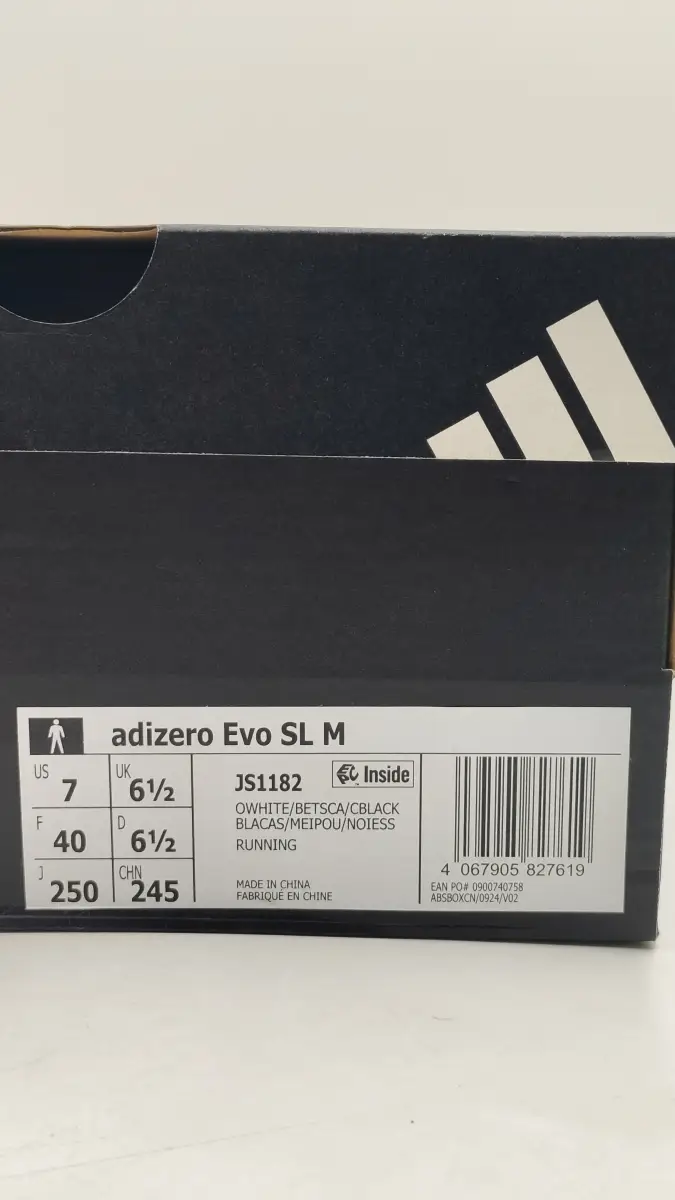 adizero Evo SL M
US 7
UK 6½
F 40
D 6½
J 250
CHN 245
JS1182
Inside
OWHITE/BETSCA/CBLACK
BLACAS/MEIPOU/NOIESS
RUNNING
MADE IN CHINA
FABRIQUÉ EN CHINE
4 067905 827619
EAN PO# 0900740758
ABSBOXCN/0924/V02